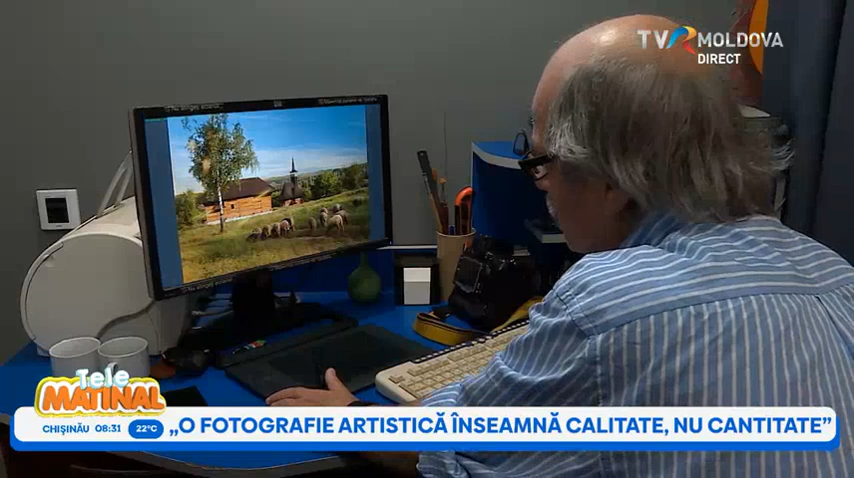 TVR MOLDOVA
DIRECT
Tele
MATINAL
CHIȘINĂU 08:31 22°C
„O FOTOGRAFIE ARTISTICĂ ÎNSEAMNĂ CALITATE, NU CANTITATE”